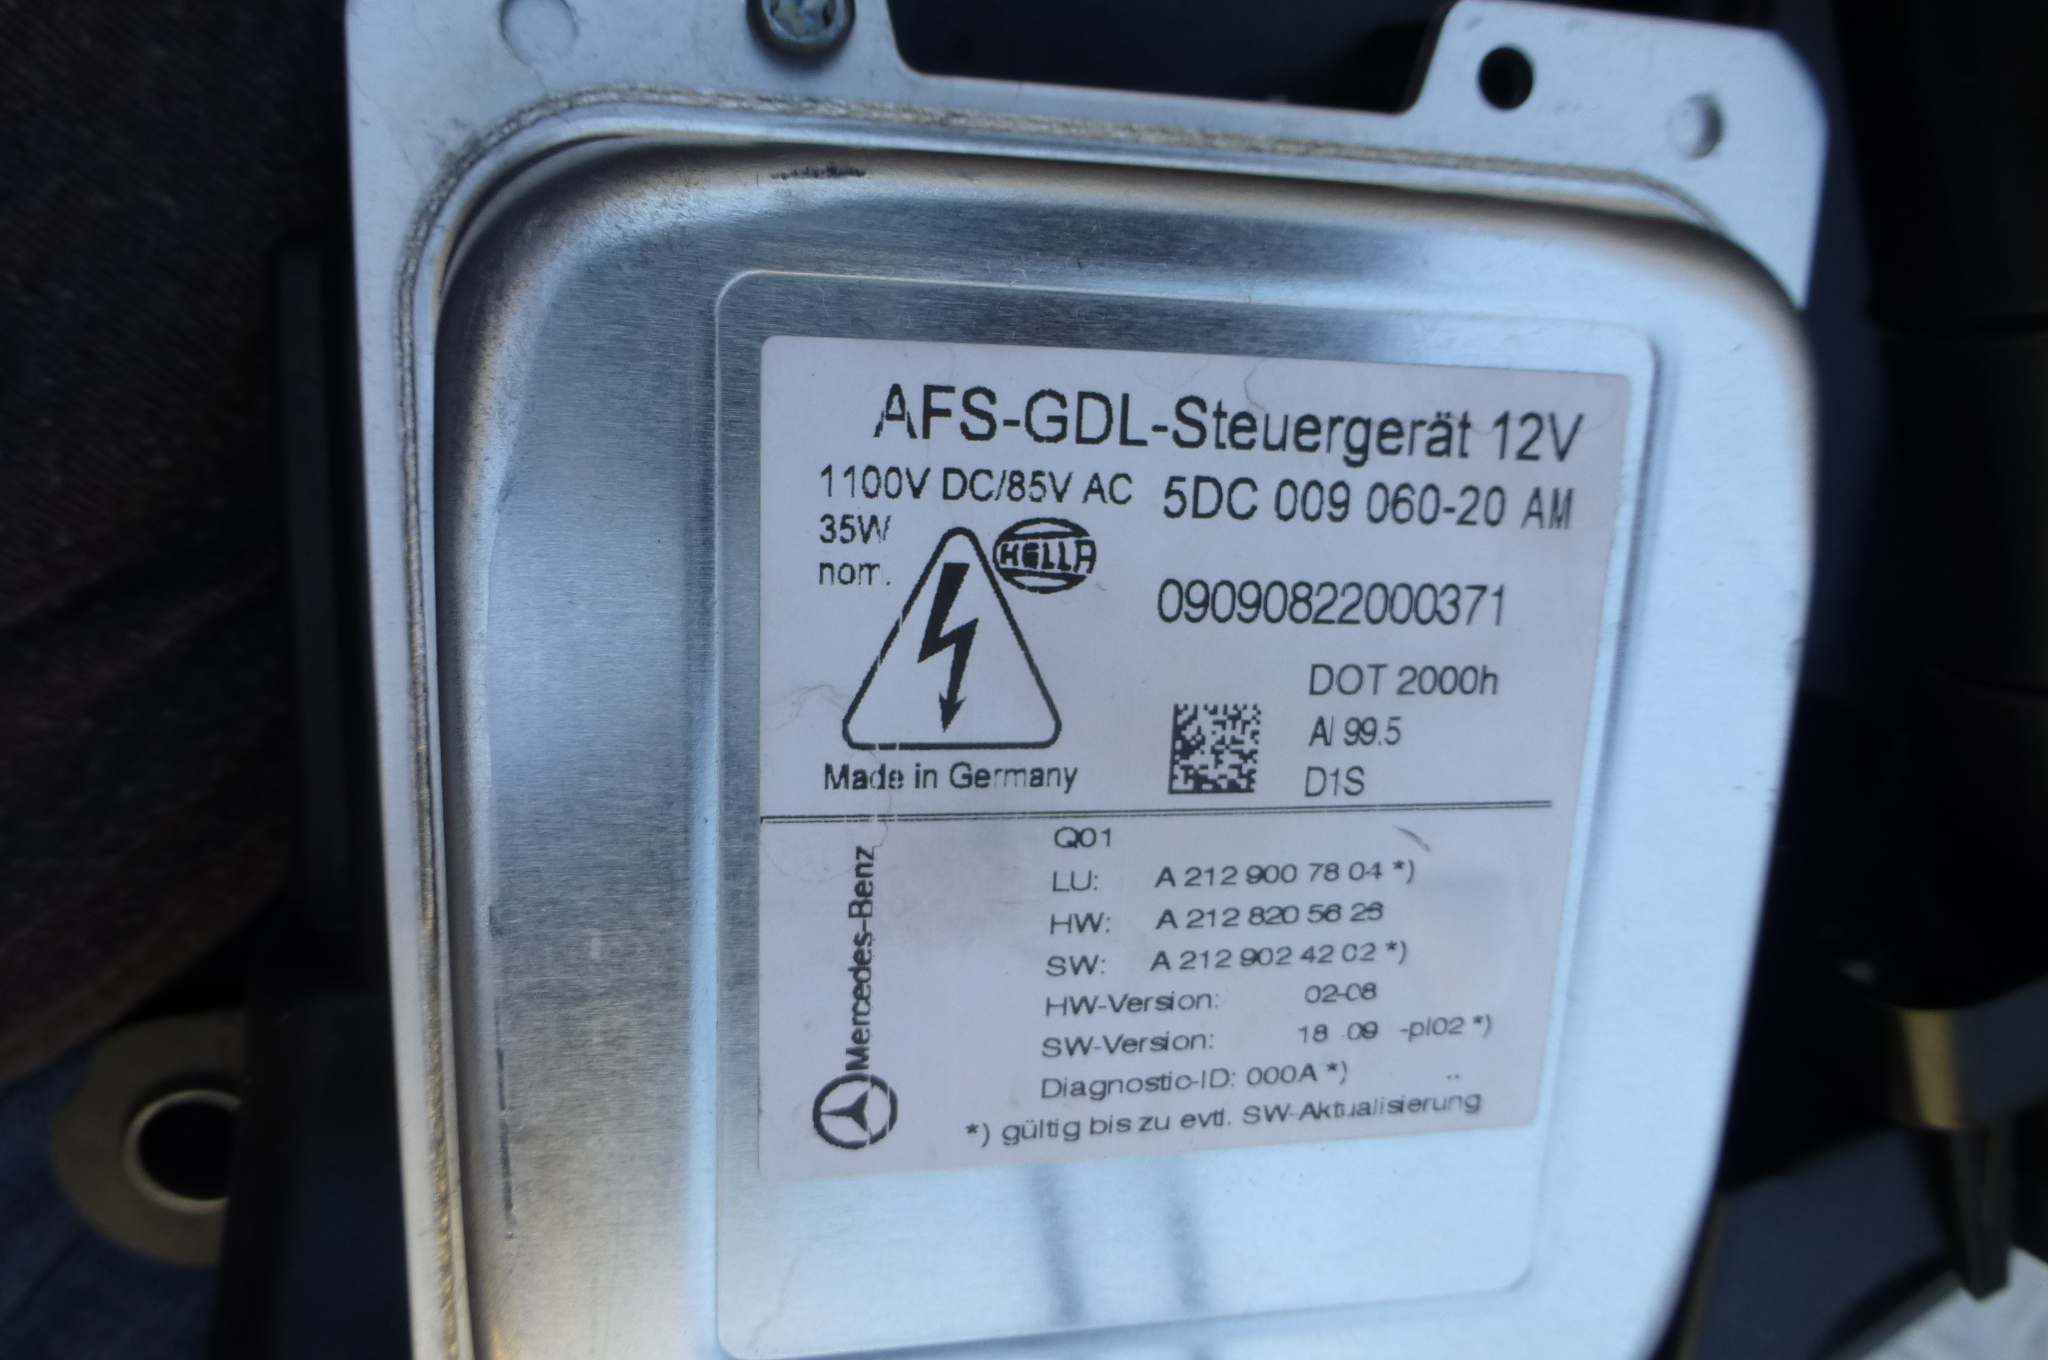 AFS-GDL-Steuergerät 12V
1100V DC/85V AC 5DC 009 060-20 AM
35W
nom.
HELLA
09090822000371
DOT 2000h
Al 99.5
D1S
Made in Germany
Q01
LU: A 212 900 78 04 *)
HW: A 212 820 56 26
SW: A 212 902 42 02 *)
HW-Version: 02-08
SW-Version: 18 09 -pl02 *)
Diagnostic-ID: 000A *)
*) gültig bis zu evtl. SW-Aktualisierung
Mercedes-Benz